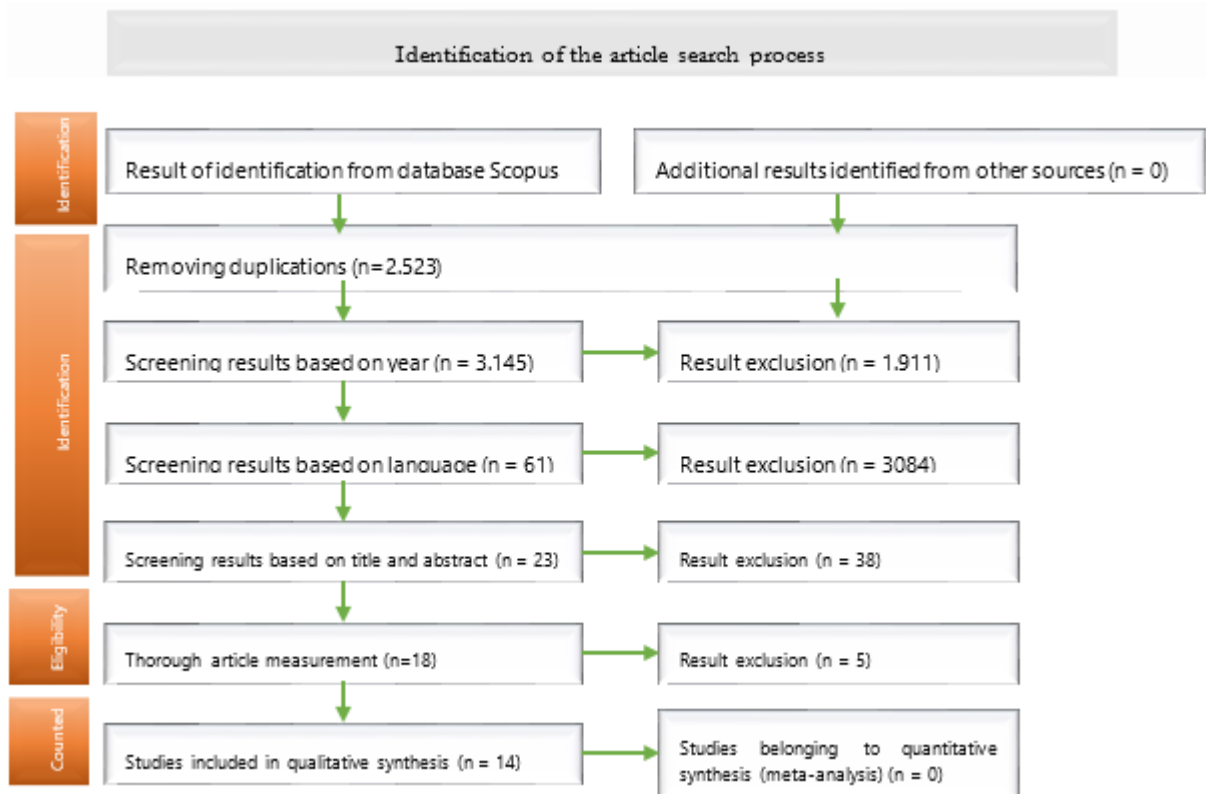 Identification of the article search process
Identification
Result of identification from database Scopus
Additional results identified from other sources (n = 0)
Identification
Removing duplications (n=2.523)
Screening results based on year (n = 3.145)
Result exclusion (n = 1.911)
Screening results based on language (n = 61)
Result exclusion (n = 3084)
Screening results based on title and abstract (n = 23)
Result exclusion (n = 38)
Eligibility
Thorough article measurement (n=18)
Result exclusion (n = 5)
Counted
Studies included in qualitative synthesis (n = 14)
Studies belonging to quantitative
synthesis (meta-analysis) (n = 0)